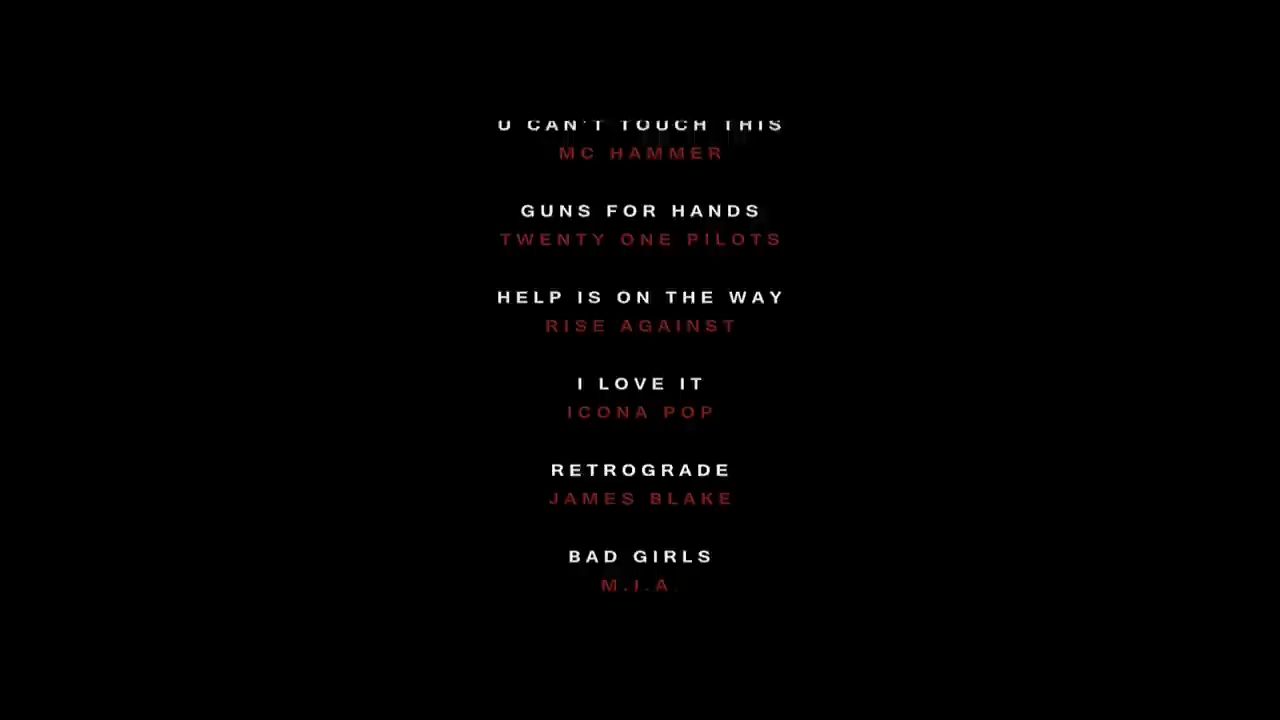 U CAN'T TOUCH THIS
MC HAMMER
GUNS FOR HANDS
TWENTY ONE PILOTS
HELP IS ON THE WAY
RISE AGAINST
I LOVE IT
ICONA POP
RETROGRADE
JAMES BLAKE
BAD GIRLS
M.I.A.